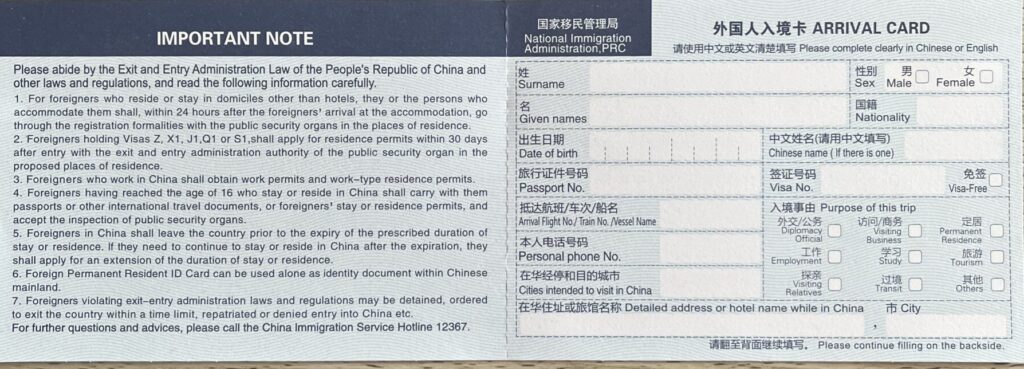 IMPORTANT NOTE
Please abide by the Exit and Entry Administration Law of the People's Republic of China and
other laws and regulations, and read the following information carefully.
1. For foreigners who reside or stay in domiciles other than hotels, they or the persons who
accommodate them shall, within 24 hours after the foreigners' arrival at the accommodation, go
through the registration formalities with the public security organs in the places of residence.
2. Foreigners holding Visas Z, X1, J1,Q1 or S1,shall apply for residence permits within 30 days
after entry with the exit and entry administration authority of the public security organ in the
proposed places of residence.
3. Foreigners who work in China shall obtain work permits and work-type residence permits.
4. Foreigners having reached the age of 16 who stay or reside in China shall carry with them
passports or other international travel documents, or foreigners' stay or residence permits, and
accept the inspection of public security organs.
5. Foreigners in China shall leave the country prior to the expiry of the prescribed duration of
stay or residence. If they need to continue to stay or reside in China after the expiration, they
shall apply for an extension of the duration of stay or residence.
6. Foreign Permanent Resident ID Card can be used alone as identity document within Chinese
mainland.
7. Foreigners violating exit-entry administration laws and regulations may be detained, ordered
to exit the country within a time limit, repatriated or denied entry into China etc.
For further questions and advices, please call the China Immigration Service Hotline 12367.
国家移民管理局
National Immigration
Administration,PRC
外国人入境卡 ARRIVAL CARD
请使用中文或英文清楚填写 Please complete clearly in Chinese or English
姓
Surname
性别
Sex
男
Male
女
Female
名
Given names
国籍
Nationality
出生日期
Date of birth
中文姓名(请用中文填写)
Chinese name ( If there is one)
旅行证件号码
Passport No.
签证号码
Visa No.
免签
Visa-Free
抵达航班/车次/船名
Arrival Flight No./ Train No. /Vessel Name
本人电话号码
Personal phone No.
在华经停和目的城市
Cities intended to visit in China
入境事由 Purpose of this trip
外交/公务
Diplomacy
Official
访问/商务
Visiting
Business
定居
Permanent
Residence
工作
Employment
学习
Study
旅游
Tourism
探亲
Visiting
Relatives
过境
Transit
其他
Others
在华住址或旅馆名称 Detailed address or hotel name while in China
市 City
,
请翻至背面继续填写。 Please continue filling on the backside.